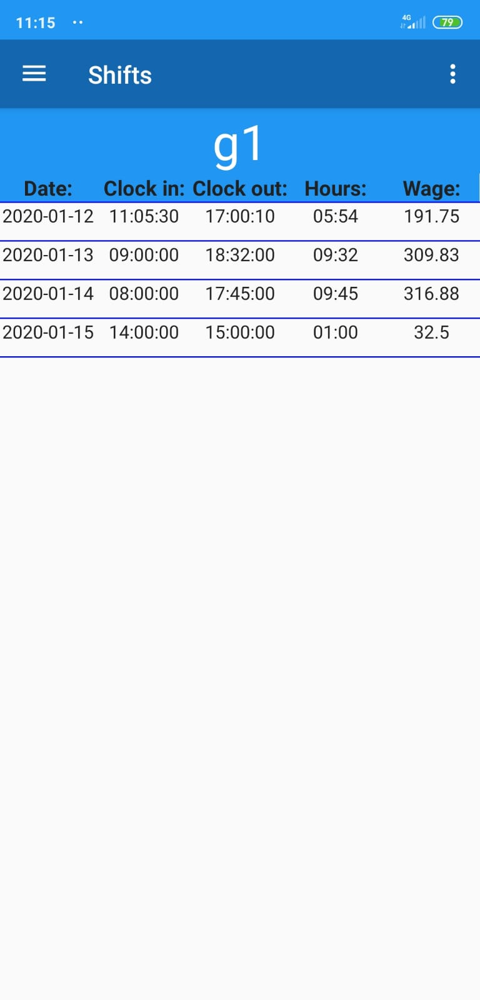 11:15 ·· 4G 79
Shifts
g1
Date: Clock in: Clock out: Hours: Wage:
2020-01-12 11:05:30 17:00:10 05:54 191.75
2020-01-13 09:00:00 18:32:00 09:32 309.83
2020-01-14 08:00:00 17:45:00 09:45 316.88
2020-01-15 14:00:00 15:00:00 01:00 32.5